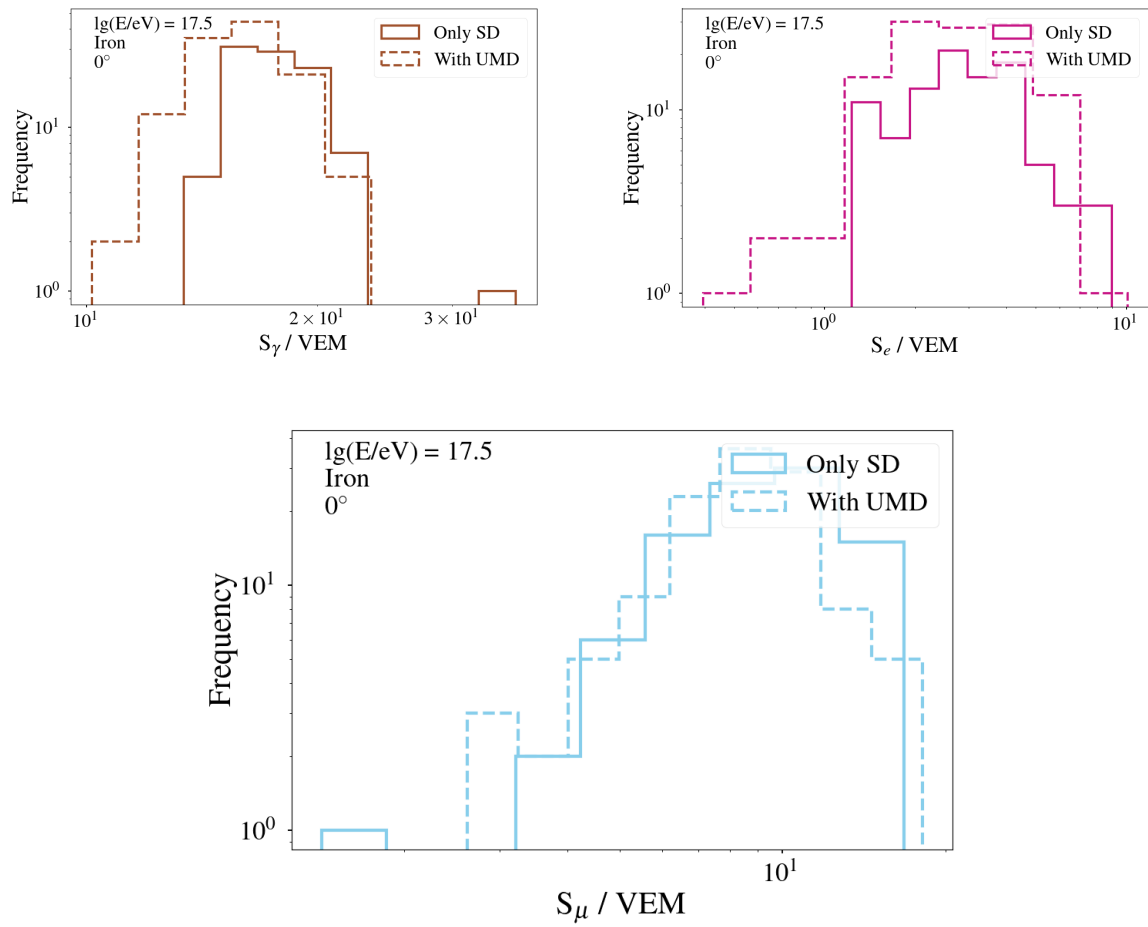 lg(E/eV) = 17.5
Iron
0°
Only SD
With UMD
Frequency
10¹
10⁰
10¹
2 × 10¹
3 × 10¹
S_γ / VEM
lg(E/eV) = 17.5
Iron
0°
Only SD
With UMD
Frequency
10¹
10⁰
10⁰
10¹
S_e / VEM
lg(E/eV) = 17.5
Iron
0°
Only SD
With UMD
Frequency
10¹
10⁰
10¹
S_μ / VEM